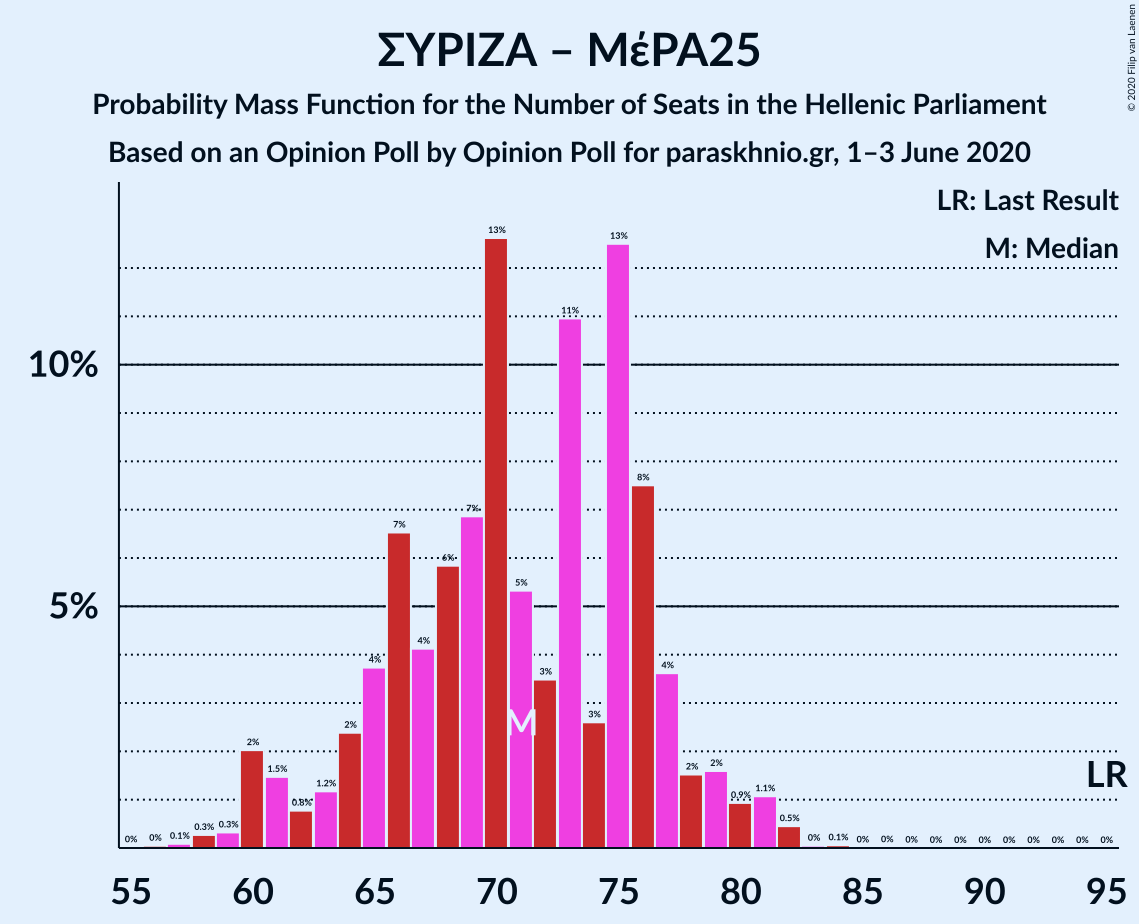 ΣΥΡΙΖΑ – ΜέΡΑ25
Probability Mass Function for the Number of Seats in the Hellenic Parliament
Based on an Opinion Poll by Opinion Poll for paraskhnio.gr, 1–3 June 2020
© 2020 Filip van Laenen
LR: Last Result
M: Median
10%
5%
0% 0% 0.1% 0.3% 0.3% 2% 1.5% 0.8% 1.2% 2% 4% 7% 4% 6% 7% 13% 5% 3% 11% 3% 13% 8% 4% 2% 2% 0.9% 1.1% 0.5% 0% 0.1% 0% 0% 0% 0% 0% 0% 0% 0% 0% 0% 0%
M
LR
55 60 65 70 75 80 85 90 95